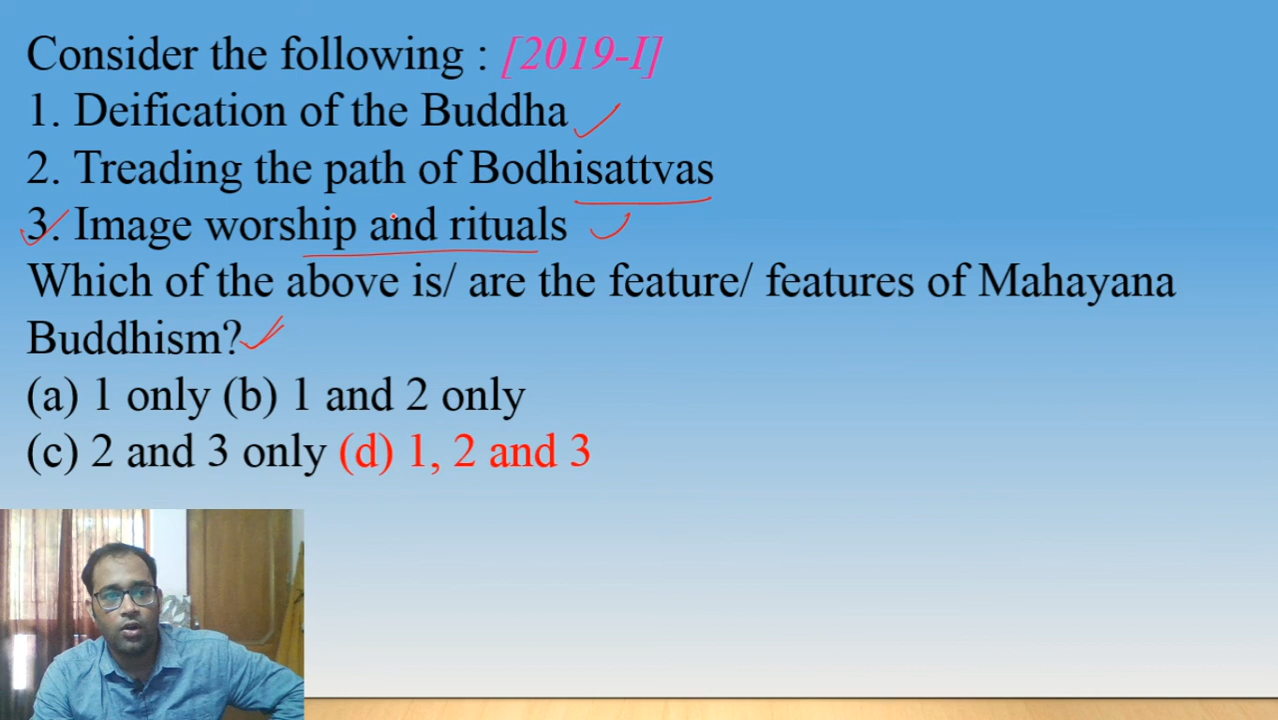 Consider the following : [2019-I]
1. Deification of the Buddha
2. Treading the path of Bodhisattvas
3. Image worship and rituals
Which of the above is/ are the feature/ features of Mahayana
Buddhism?
(a) 1 only (b) 1 and 2 only
(c) 2 and 3 only (d) 1, 2 and 3